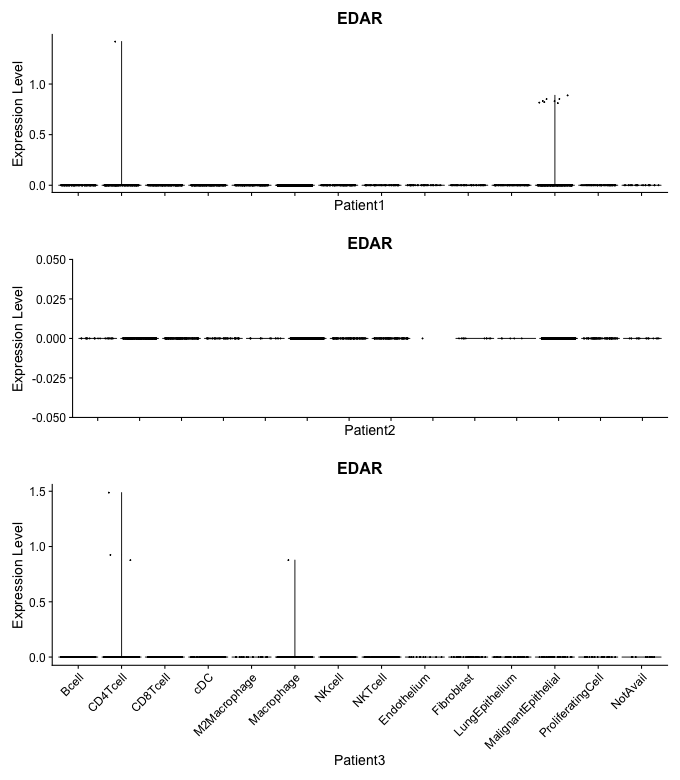 EDAR
Expression Level
1.0
0.5
0.0
Patient1
EDAR
Expression Level
0.050
0.025
0.000
-0.025
-0.050
Patient2
EDAR
Expression Level
1.5
1.0
0.5
0.0
Bcell
CD4Tcell
CD8Tcell
cDC
M2Macrophage
Macrophage
NKcell
NKTcell
Endothelium
Fibroblast
LungEpithelium
MalignantEpithelial
ProliferatingCell
NotAvail
Patient3